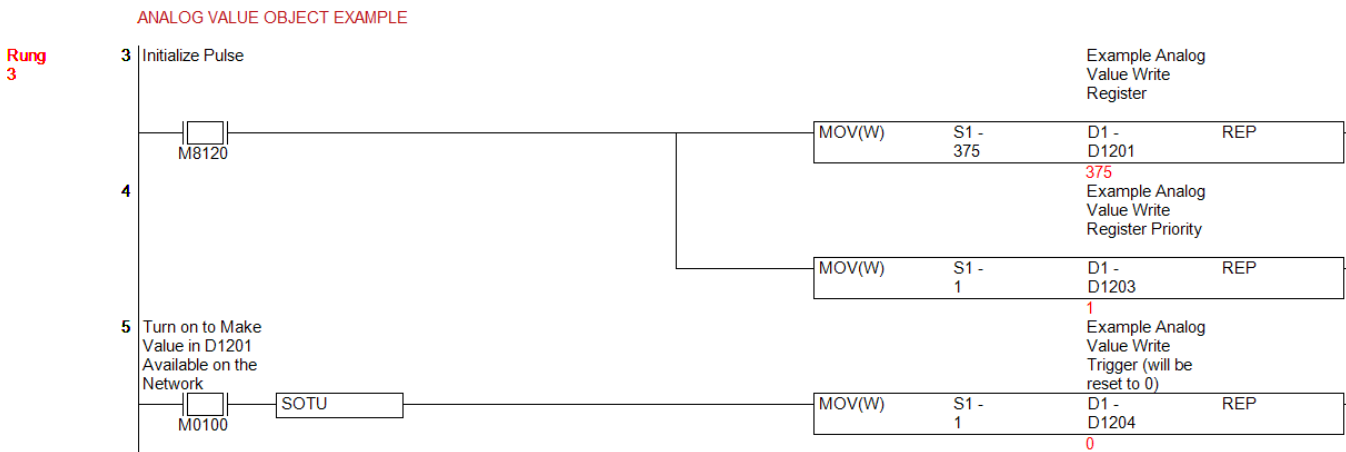 ANALOG VALUE OBJECT EXAMPLE
Rung
3
3
Initialize Pulse
Example Analog
Value Write
Register
M8120
MOV(W) S1 - D1 - REP
375 D1201
375
4
Example Analog
Value Write
Register Priority
MOV(W) S1 - D1 - REP
1 D1203
1
5
Turn on to Make
Value in D1201
Available on the
Network
Example Analog
Value Write
Trigger (will be
reset to 0)
M0100
SOTU
MOV(W) S1 - D1 - REP
1 D1204
0